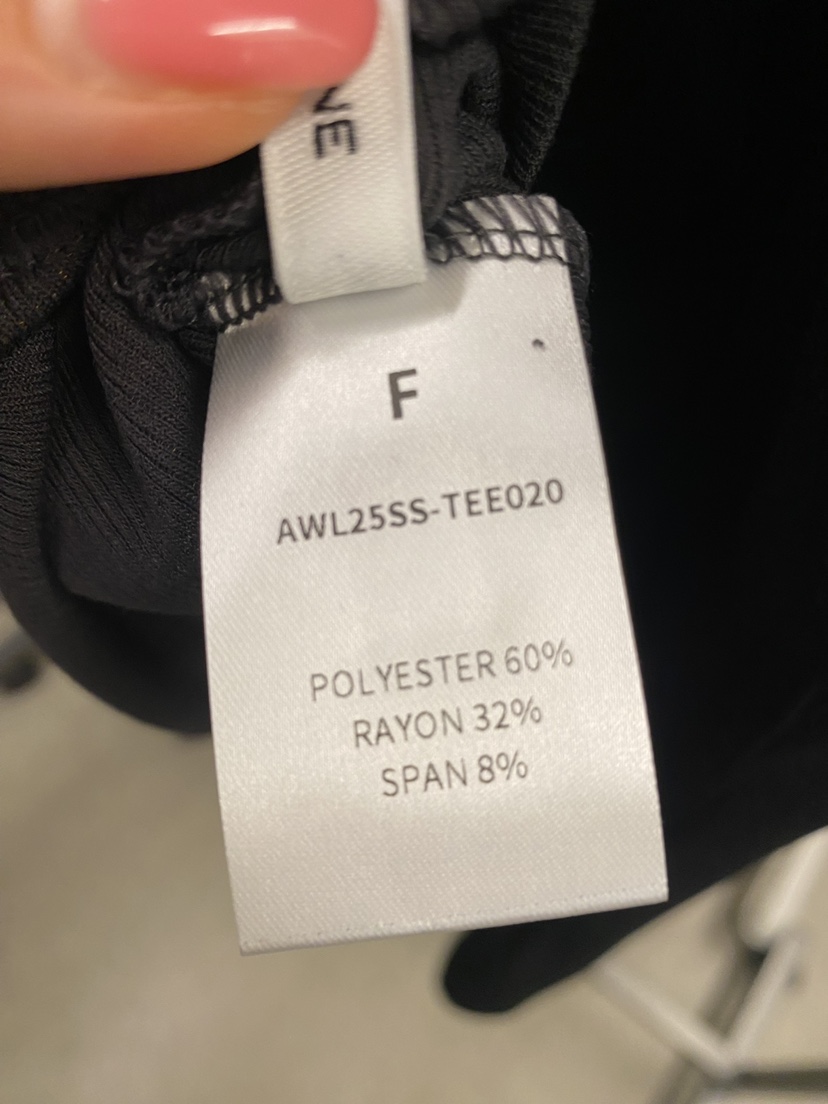 F
AWL25SS-TEE020
POLYESTER 60%
RAYON 32%
SPAN 8%